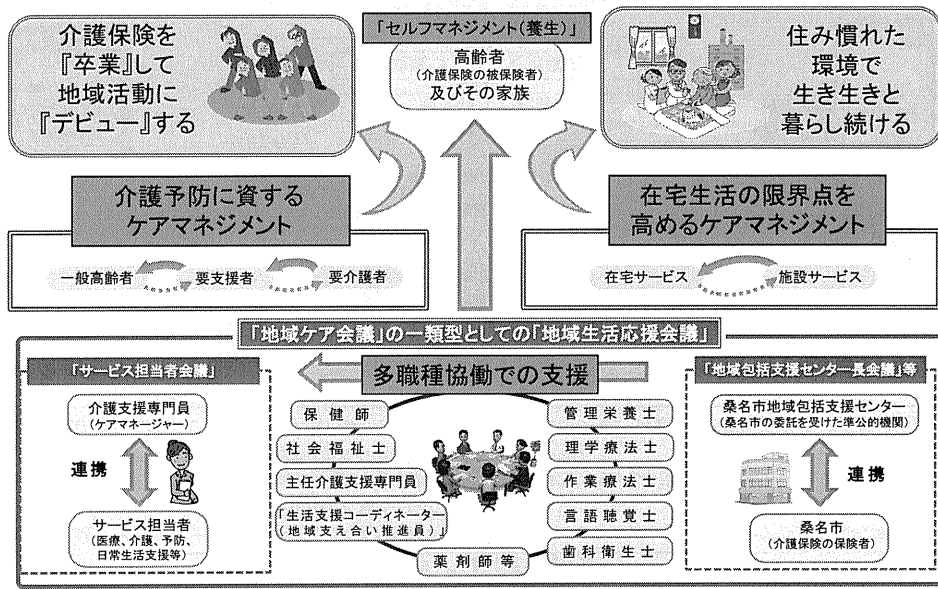 介護保険を
『卒業』して
地域活動に
『デビュー』する
「セルフマネジメント(養生)」
高齢者
(介護保険の被保険者)
及びその家族
住み慣れた
環境で
生き生きと
暮らし続ける
介護予防に資する
ケアマネジメント
一般高齢者
要支援者
要介護者
在宅生活の限界点を
高めるケアマネジメント
在宅サービス
施設サービス
「地域ケア会議」の一類型としての「地域生活応援会議」
「サービス担当者会議」
介護支援専門員
(ケアマネージャー)
連携
サービス担当者
(医療、介護、予防、
日常生活支援等)
多職種協働での支援
保健師
社会福祉士
主任介護支援専門員
「生活支援コーディネーター
(地域支え合い推進員)」
薬剤師等
管理栄養士
理学療法士
作業療法士
言語聴覚士
歯科衛生士
「地域包括支援センター長会議」等
桑名市地域包括支援センター
(桑名市の委託を受けた準公的機関)
連携
桑名市
(介護保険の保険者)